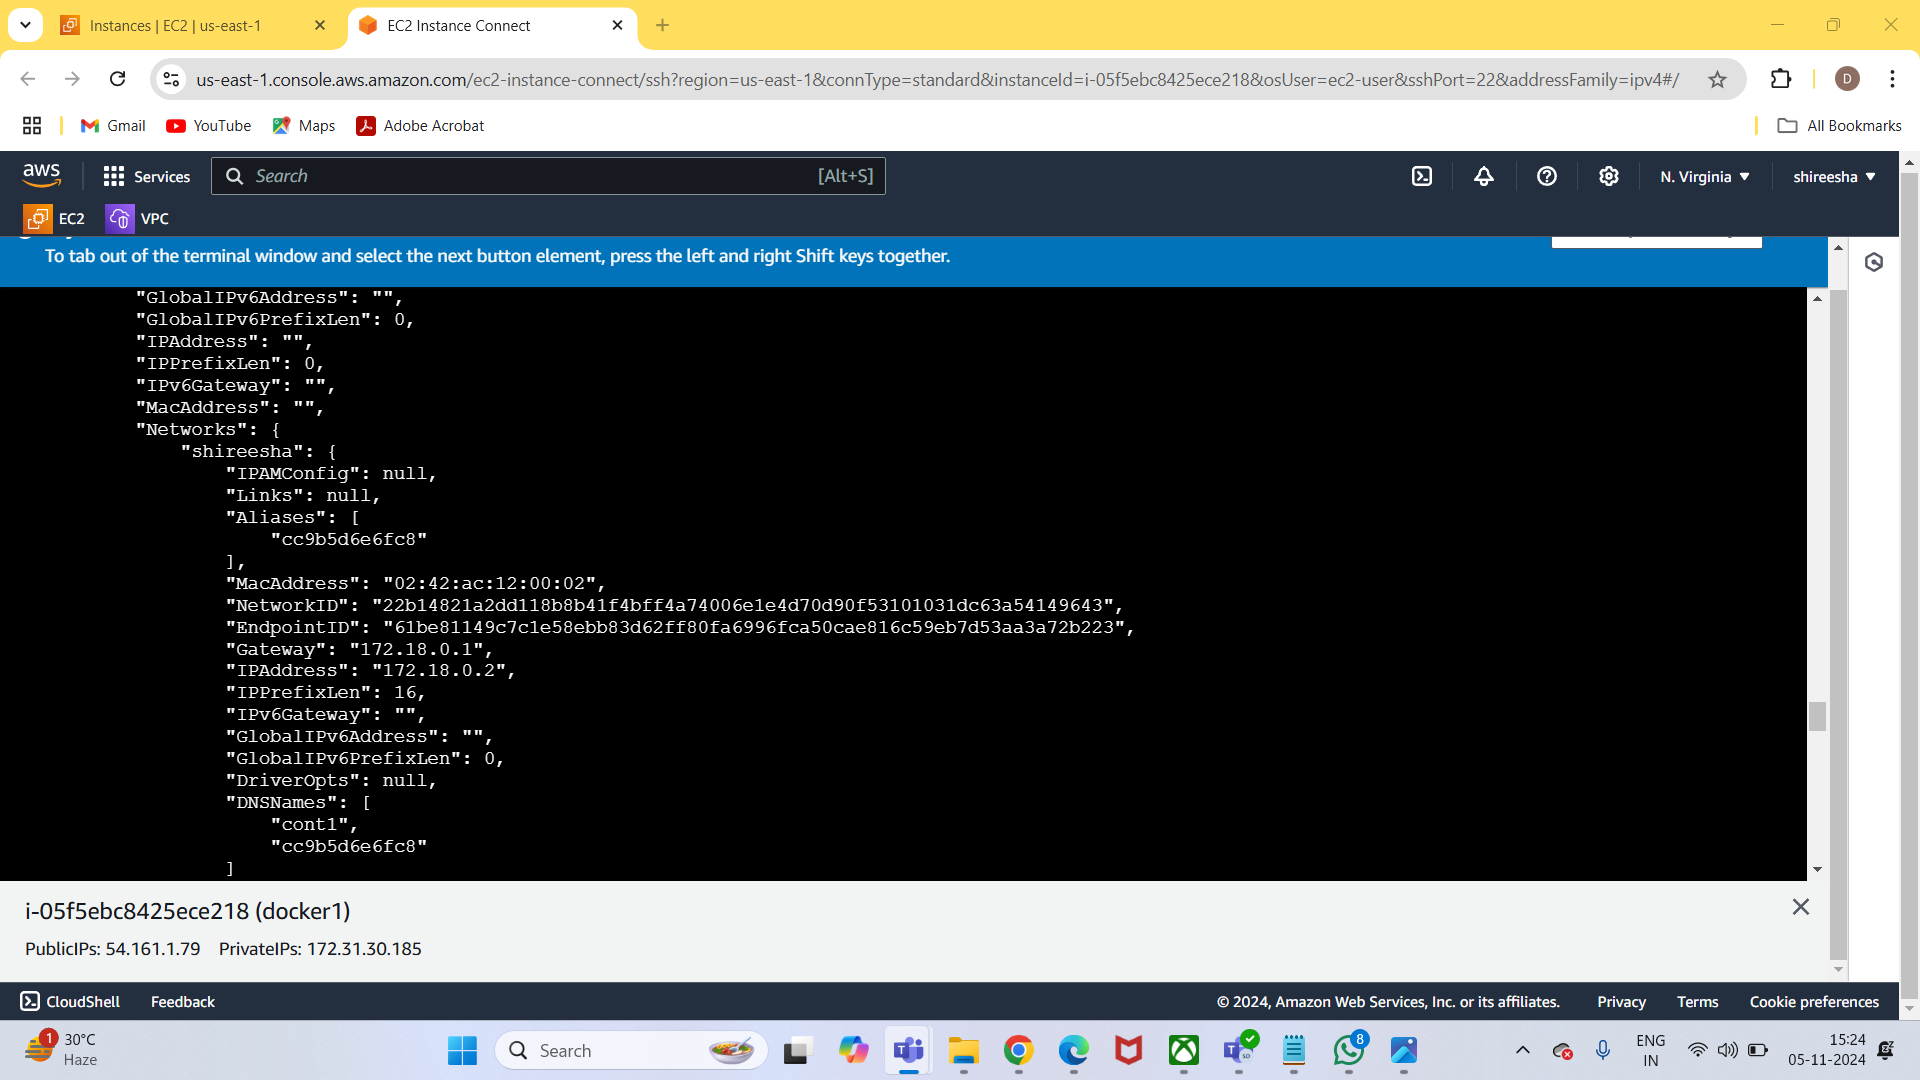 Instances | EC2 | us-east-1
EC2 Instance Connect
us-east-1.console.aws.amazon.com/ec2-instance-connect/ssh?region=us-east-1&connType=standard&instanceId=i-05f5ebc8425ece218&osUser=ec2-user&sshPort=22&addressFamily=ipv4#/
D
Gmail
YouTube
Maps
Adobe Acrobat
All Bookmarks
aws
Services
Search
[Alt+S]
N. Virginia
shireesha
EC2
VPC
To tab out of the terminal window and select the next button element, press the left and right Shift keys together.
"GlobalIPv6Address": "",
"GlobalIPv6PrefixLen": 0,
"IPAddress": "",
"IPPrefixLen": 0,
"IPv6Gateway": "",
"MacAddress": "",
"Networks": {
"shireesha": {
"IPAMConfig": null,
"Links": null,
"Aliases": [
"cc9b5d6e6fc8"
],
"MacAddress": "02:42:ac:12:00:02",
"NetworkID": "22b14821a2dd118b8b41f4bff4a74006e1e4d70d90f53101031dc63a54149643",
"EndpointID": "61be81149c7c1e58ebb83d62ff80fa6996fca50cae816c59eb7d53aa3a72b223",
"Gateway": "172.18.0.1",
"IPAddress": "172.18.0.2",
"IPPrefixLen": 16,
"IPv6Gateway": "",
"GlobalIPv6Address": "",
"GlobalIPv6PrefixLen": 0,
"DriverOpts": null,
"DNSNames": [
"cont1",
"cc9b5d6e6fc8"
]
i-05f5ebc8425ece218 (docker1)
PublicIPs: 54.161.1.79 PrivateIPs: 172.31.30.185
CloudShell
Feedback
© 2024, Amazon Web Services, Inc. or its affiliates.
Privacy
Terms
Cookie preferences
1
30°C
Haze
Search
8
ENG
IN
15:24
05-11-2024